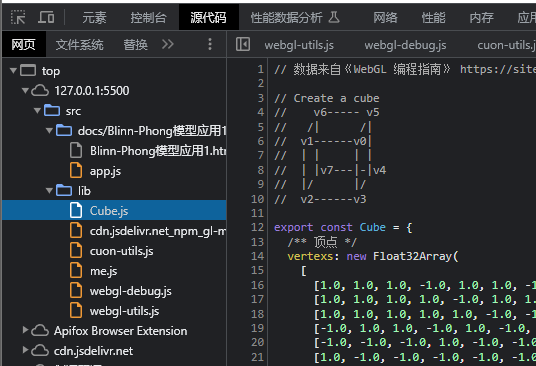 元素 控制台 源代码 性能数据分析 网络 性能 内存
网页 文件系统 替换 »
webgl-utils.js webgl-debug.js cuon-utils.j
top
127.0.0.1:5500
src
docs/Blinn-Phong模型应用1
Blinn-Phong模型应用1.htm
app.js
lib
Cube.js
cdn.jsdelivr.net_npm_gl-m
cuon-utils.js
me.js
webgl-debug.js
webgl-utils.js
Apifox Browser Extension
cdn.jsdelivr.net
1 // 数据来自《WebGL 编程指南》 https://site
2
3 // Create a cube
4 //    v6----- v5
5 //   /|      /|
6 //  v1------v0|
7 //  | |     | |
8 //  | |v7---|-|v4
9 //  |/      |/
10 //  v2------v3
11
12 export const Cube = {
13   /** 顶点 */
14   vertexs: new Float32Array(
15     [
16       [1.0, 1.0, 1.0, -1.0, 1.0, 1.0, -1
17       [1.0, 1.0, 1.0, 1.0, -1.0, 1.0, 1.
18       [1.0, 1.0, 1.0, 1.0, 1.0, -1.0, -1
19       [-1.0, 1.0, 1.0, -1.0, 1.0, -1.0,
20       [-1.0, -1.0, -1.0, 1.0, -1.0, -1.0,
21       [1.0, -1.0, -1.0, -1.0, -1.0, -1.0